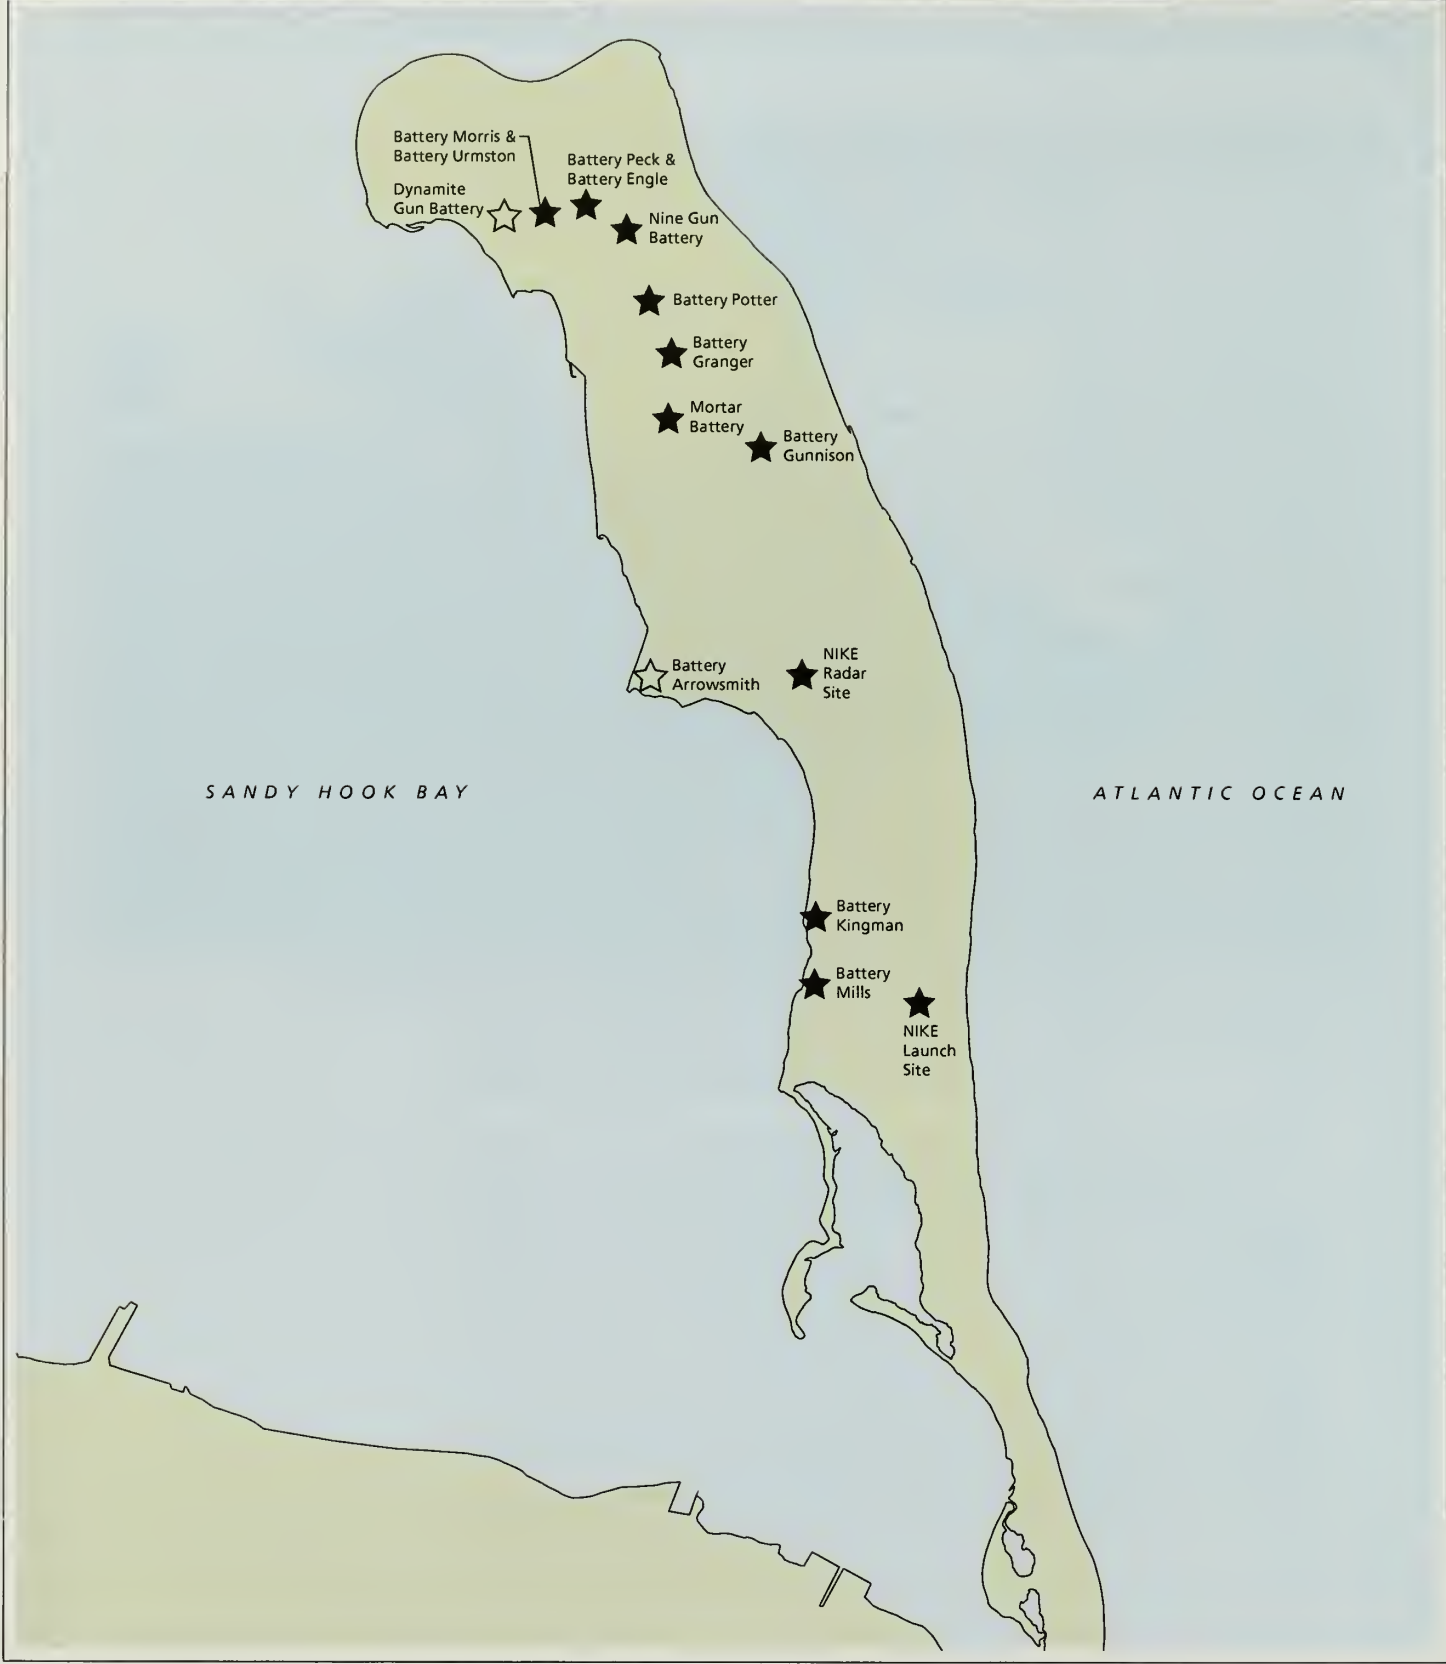 Battery Morris &
Battery Urmston
Battery Peck &
Battery Engle
Dynamite
Gun Battery
Nine Gun
Battery
Battery Potter
Battery
Granger
Mortar
Battery
Battery
Gunnison
Battery
Arrowsmith
NIKE
Radar
Site
SANDY HOOK BAY
ATLANTIC OCEAN
Battery
Kingman
Battery
Mills
NIKE
Launch
Site